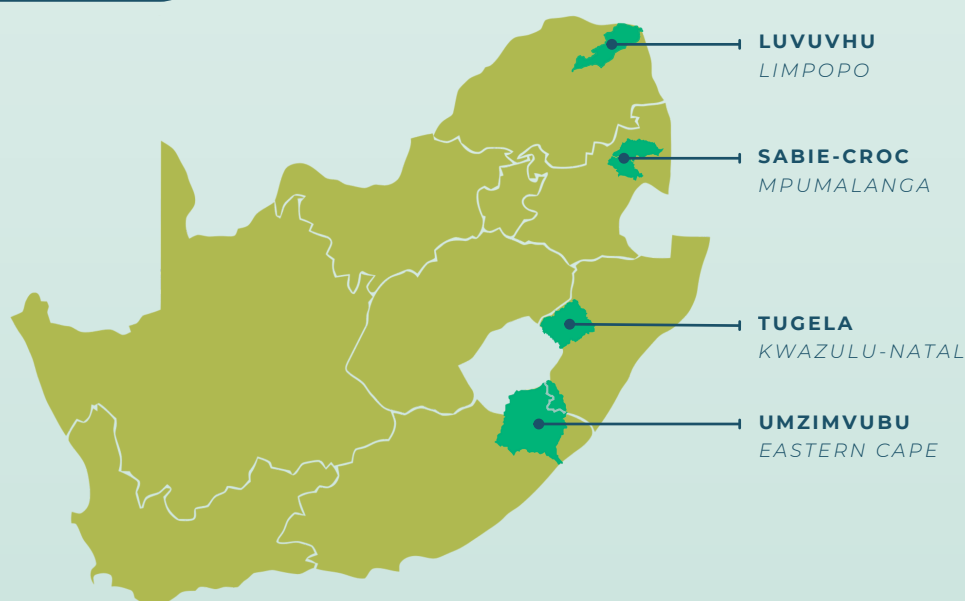 LUVUVHU
LIMPOPO
SABIE-CROC
MPUMALANGA
TUGELA
KWAZULU-NATAL
UMZIMVUBU
EASTERN CAPE